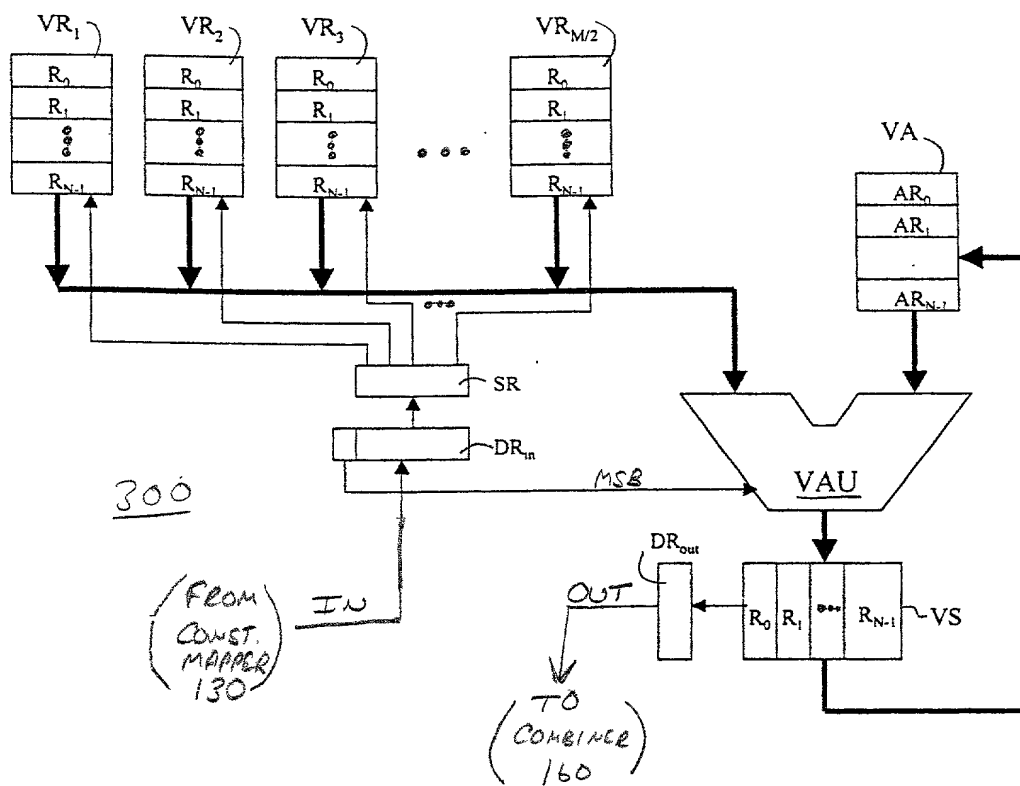 VR1 VR2 VR3 VRM/2
R0 R0 R0 R0
R1 R1 R1 R1
RN-1 RN-1 RN-1 RN-1
•••
VA
AR0
AR1
ARN-1
•••
SR
DRin
MSB
VAU
300
DRout
R0 R1 ••• RN-1
VS
IN
OUT
(FROM
CONST.
MAPPER
130)
(TO
COMBINER
160)